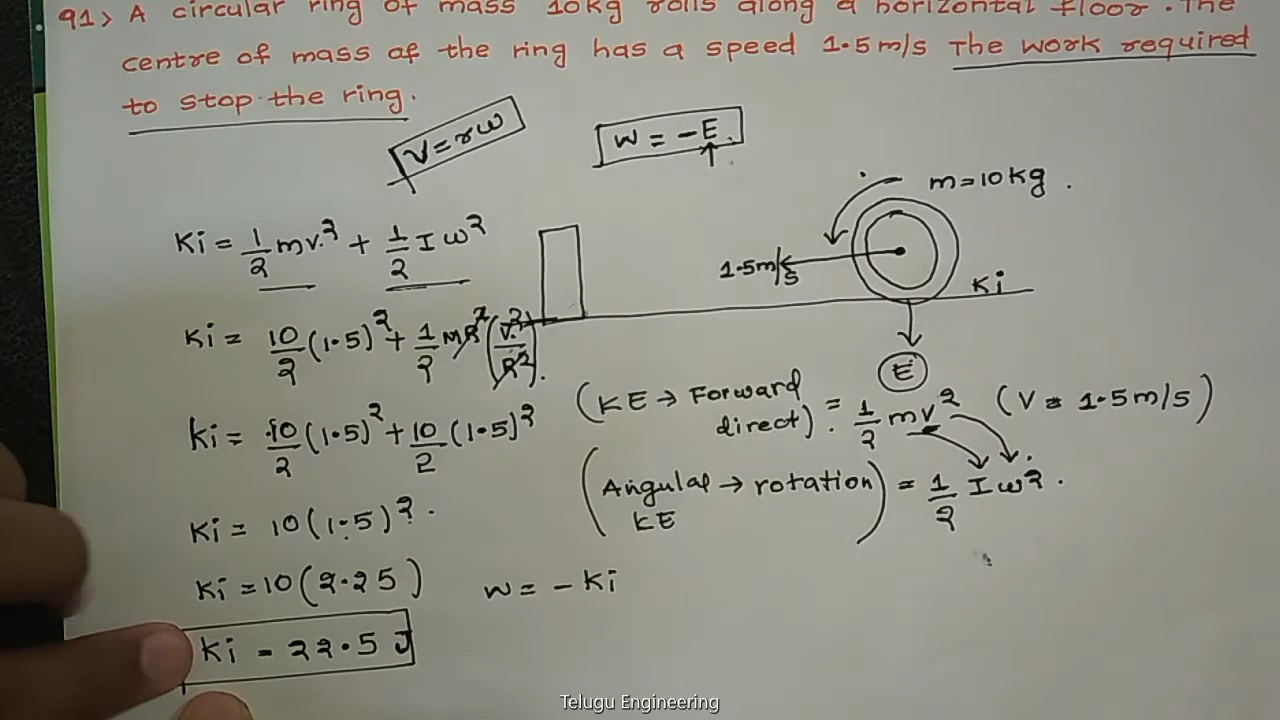 91> A circular ring of mass 10kg rolls along a horizontal floor. The
centre of mass of the ring has a speed 1.5m/s The work required
to stop the ring.
V=rω
W = -E.
m=10kg.
Ki = 1/2 mv² + 1/2 Iω²
1.5m/s
Ki
Ki = 10/2 (1.5)² + 1/2 MR² (V²/R²).
E
(KE → Forward direct). = 1/2 mv² (V = 1.5m/s)
Ki = 10/2 (1.5)² + 10/2 (1.5)²
(Angular → rotation KE) = 1/2 Iω².
Ki = 10(1.5)².
Ki = 10(2.25)
W = -Ki
Ki = 22.5 J
Telugu Engineering